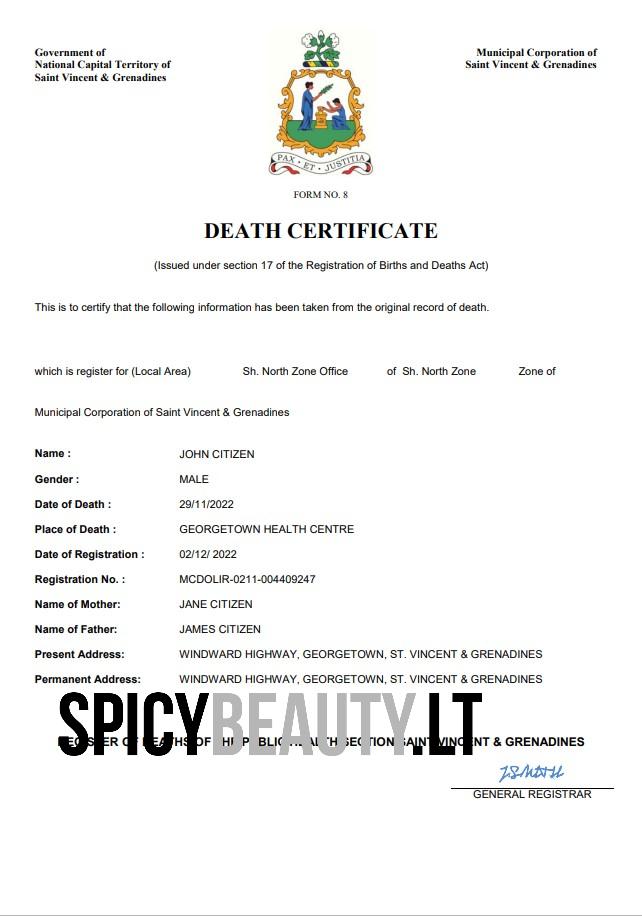 Government of
National Capital Territory of
Saint Vincent & Grenadines
Municipal Corporation of
Saint Vincent & Grenadines
PAX • ET • JUSTITIA
FORM NO. 8
DEATH CERTIFICATE
(Issued under section 17 of the Registration of Births and Deaths Act)
This is to certify that the following information has been taken from the original record of death.
which is register for (Local Area) Sh. North Zone Office of Sh. North Zone Zone of
Municipal Corporation of Saint Vincent & Grenadines
Name : JOHN CITIZEN
Gender : MALE
Date of Death : 29/11/2022
Place of Death : GEORGETOWN HEALTH CENTRE
Date of Registration : 02/12/ 2022
Registration No. : MCDOLIR-0211-004409247
Name of Mother: JANE CITIZEN
Name of Father: JAMES CITIZEN
Present Address: WINDWARD HIGHWAY, GEORGETOWN, ST. VINCENT & GRENADINES
Permanent Address: WINDWARD HIGHWAY, GEORGETOWN, ST. VINCENT & GRENADINES
SPICYBEAUTY.LT
REGISTER OF DEATHS OF THE PUBLIC HEALTH SECTION SAINT VINCENT & GRENADINES
GENERAL REGISTRAR